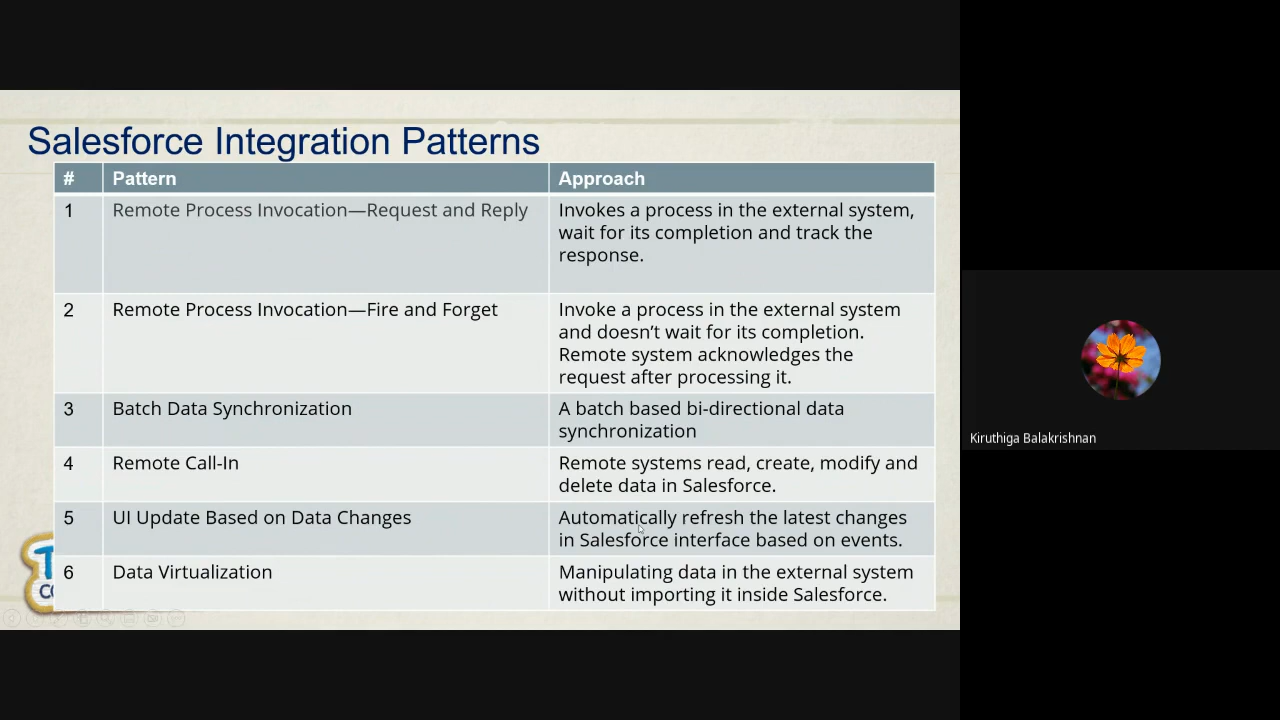 Salesforce Integration Patterns
# Pattern Approach
1 Remote Process Invocation—Request and Reply Invokes a process in the external system,
wait for its completion and track the
response.
2 Remote Process Invocation—Fire and Forget Invoke a process in the external system
and doesn’t wait for its completion.
Remote system acknowledges the
request after processing it.
3 Batch Data Synchronization A batch based bi-directional data
synchronization
4 Remote Call-In Remote systems read, create, modify and
delete data in Salesforce.
5 UI Update Based on Data Changes Automatically refresh the latest changes
in Salesforce interface based on events.
6 Data Virtualization Manipulating data in the external system
without importing it inside Salesforce.
Kiruthiga Balakrishnan